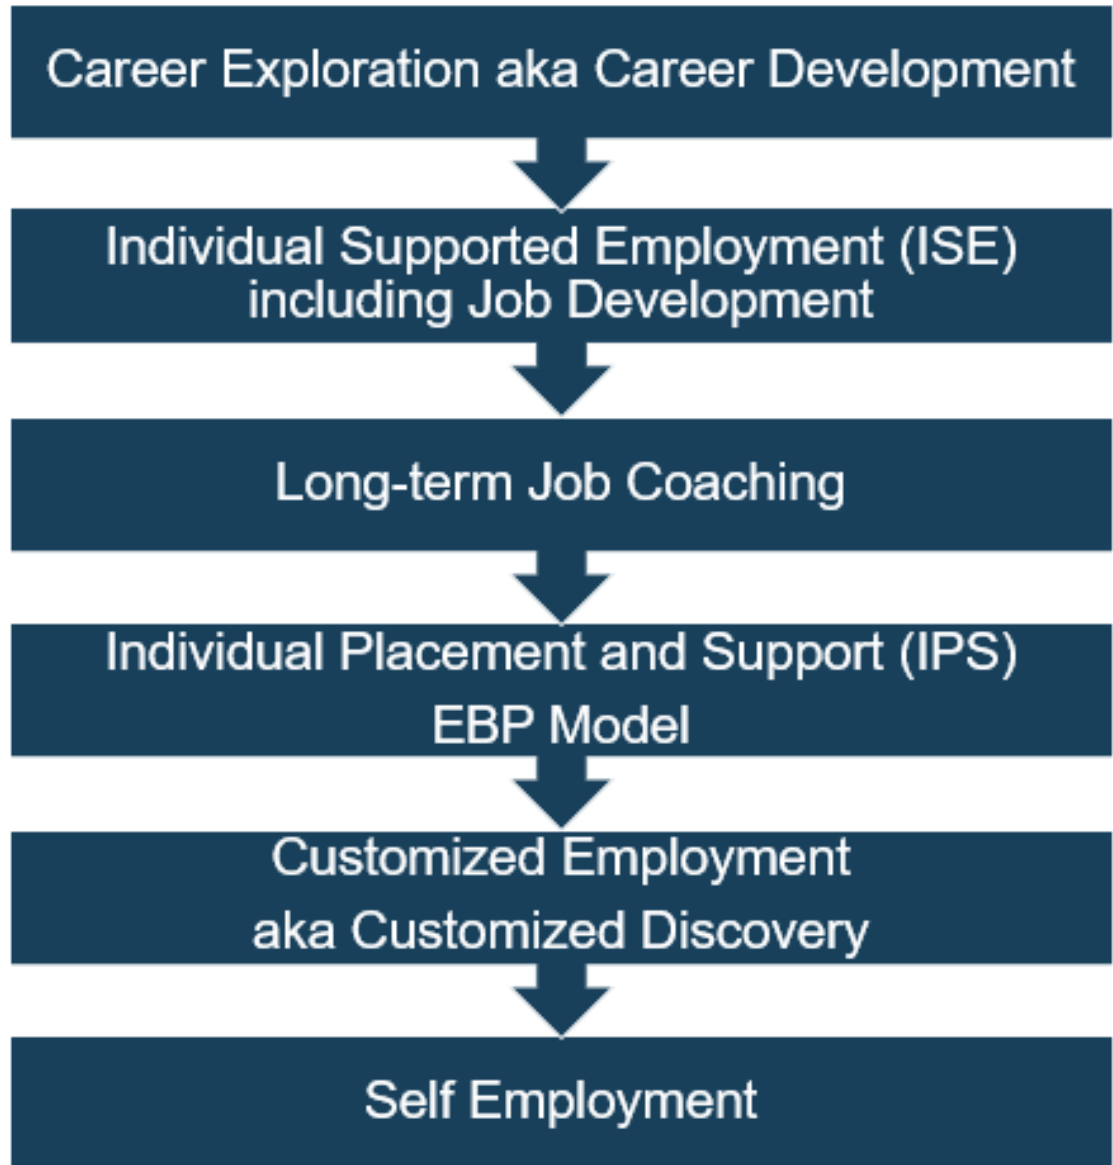 Career Exploration aka Career Development
Individual Supported Employment (ISE)
including Job Development
Long-term Job Coaching
Individual Placement and Support (IPS)
EBP Model
Customized Employment
aka Customized Discovery
Self Employment